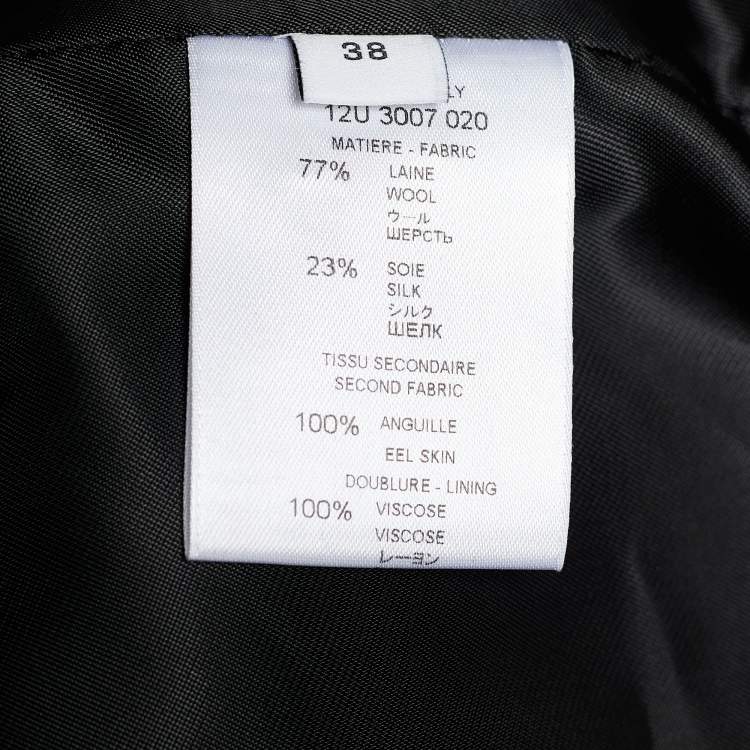 38
LY
12U 3007 020
MATIERE - FABRIC
77% LAINE
WOOL
ウール
ШЕРСТЬ
23% SOIE
SILK
シルク
ШЕЛК
TISSU SECONDAIRE
SECOND FABRIC
100% ANGUILLE
EEL SKIN
DOUBLURE - LINING
100% VISCOSE
VISCOSE
レーヨン